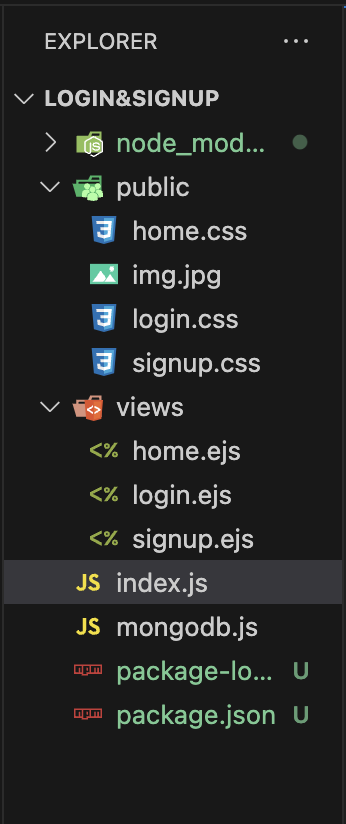 EXPLORER ...
LOGIN&SIGNUP
node_mod...
public
home.css
img.jpg
login.css
signup.css
views
<% home.ejs
<% login.ejs
<% signup.ejs
JS index.js
JS mongodb.js
package-lo... U
package.json U